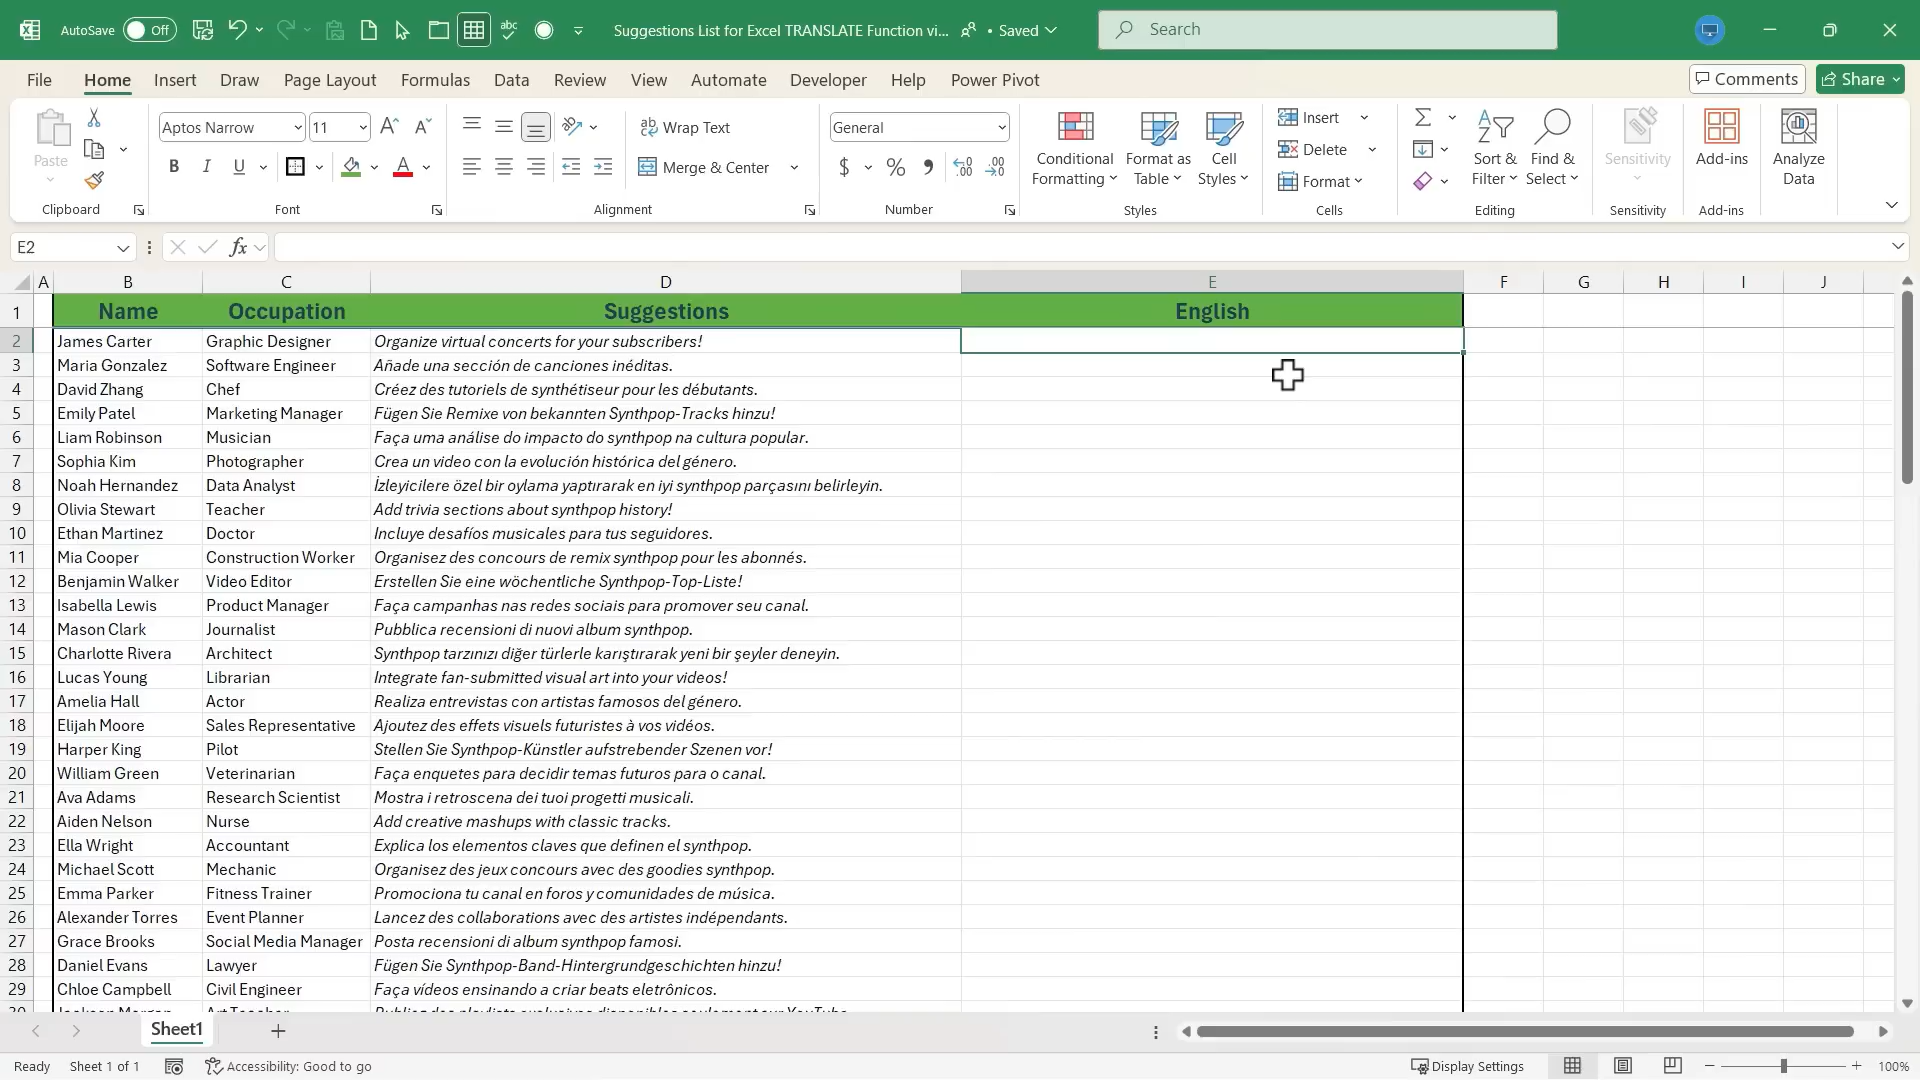 AutoSave Off Suggestions List for Excel TRANSLATE Function vi... • Saved Search
File Home Insert Draw Page Layout Formulas Data Review View Automate Developer Help Power Pivot Comments Share
Paste Aptos Narrow 11 Wrap Text General Conditional Formatting Format as Table Cell Styles Insert Sort & Filter Find & Select Sensitivity Add-ins Analyze Data
B I U A Merge & Center $ % Delete
Format
Clipboard Font Alignment Number Styles Cells Editing Sensitivity Add-ins
E2 fx
A B C D E F G H I J
1 Name Occupation Suggestions English
2 James Carter Graphic Designer Organize virtual concerts for your subscribers!
3 Maria Gonzalez Software Engineer Añade una sección de canciones inéditas.
4 David Zhang Chef Créez des tutoriels de synthétiseur pour les débutants.
5 Emily Patel Marketing Manager Fügen Sie Remixe von bekannten Synthpop-Tracks hinzu!
6 Liam Robinson Musician Faça uma análise do impacto do synthpop na cultura popular.
7 Sophia Kim Photographer Crea un video con la evolución histórica del género.
8 Noah Hernandez Data Analyst İzleyicilere özel bir oylama yaptırarak en iyi synthpop parçasını belirleyin.
9 Olivia Stewart Teacher Add trivia sections about synthpop history!
10 Ethan Martinez Doctor Incluye desafíos musicales para tus seguidores.
11 Mia Cooper Construction Worker Organisez des concours de remix synthpop pour les abonnés.
12 Benjamin Walker Video Editor Erstellen Sie eine wöchentliche Synthpop-Top-Liste!
13 Isabella Lewis Product Manager Faça campanhas nas redes sociais para promover seu canal.
14 Mason Clark Journalist Pubblica recensioni di nuovi album synthpop.
15 Charlotte Rivera Architect Synthpop tarzınızı diğer türlerle karıştırarak yeni bir şeyler deneyin.
16 Lucas Young Librarian Integrate fan-submitted visual art into your videos!
17 Amelia Hall Actor Realiza entrevistas con artistas famosos del género.
18 Elijah Moore Sales Representative Ajoutez des effets visuels futuristes à vos vidéos.
19 Harper King Pilot Stellen Sie Synthpop-Künstler aufstrebender Szenen vor!
20 William Green Veterinarian Faça enquetes para decidir temas futuros para o canal.
21 Ava Adams Research Scientist Mostra i retroscena dei tuoi progetti musicali.
22 Aiden Nelson Nurse Add creative mashups with classic tracks.
23 Ella Wright Accountant Explica los elementos claves que definen el synthpop.
24 Michael Scott Mechanic Organisez des jeux concours avec des goodies synthpop.
25 Emma Parker Fitness Trainer Promociona tu canal en foros y comunidades de música.
26 Alexander Torres Event Planner Lancez des collaborations avec des artistes indépendants.
27 Grace Brooks Social Media Manager Posta recensioni di album synthpop famosi.
28 Daniel Evans Lawyer Fügen Sie Synthpop-Band-Hintergrundgeschichten hinzu!
29 Chloe Campbell Civil Engineer Faça vídeos ensinando a criar beats eletrônicos.
Sheet1
Ready Sheet 1 of 1 Accessibility: Good to go Display Settings 100%